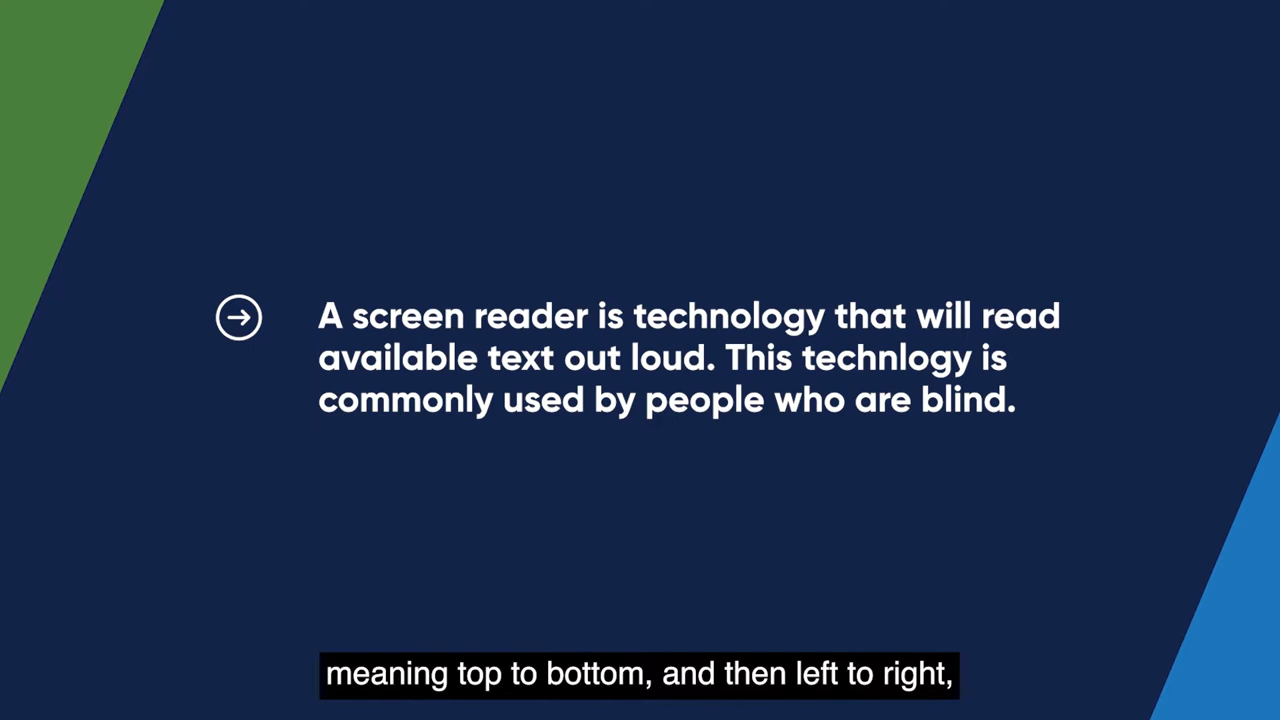 A screen reader is technology that will read
available text out loud. This technlogy is
commonly used by people who are blind.
meaning top to bottom, and then left to right,